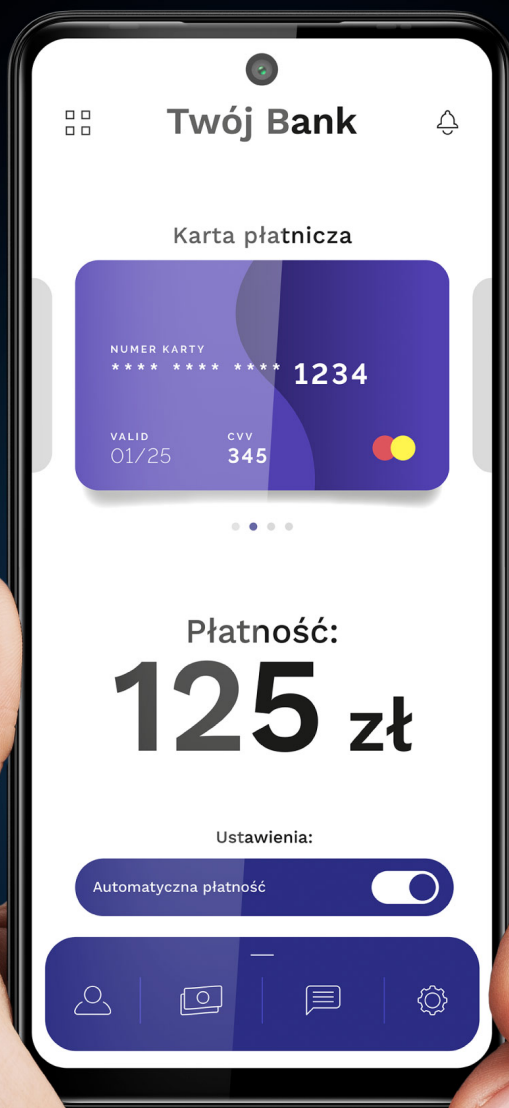 Twój Bank
Karta płatnicza
NUMER KARTY
**** **** **** 1234
VALID CVV
01/25 345
Płatność:
125 zł
Ustawienia:
Automatyczna płatność